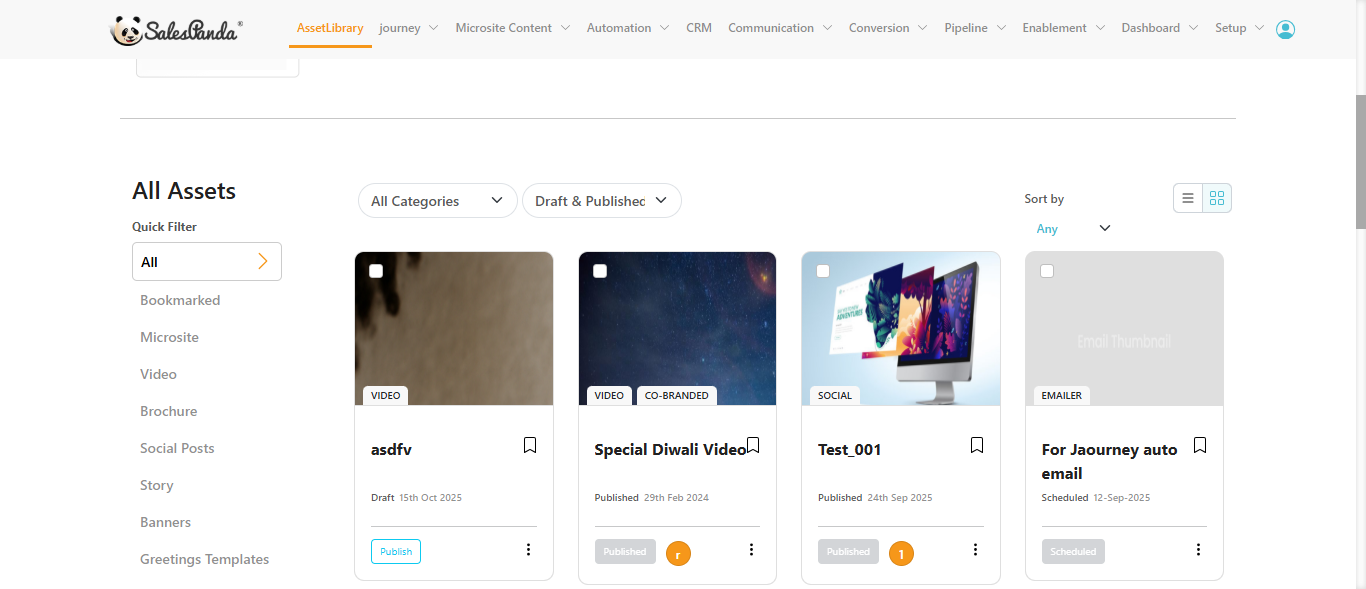 SalesPanda®
AssetLibrary journey Microsite Content Automation CRM Communication Conversion Pipeline Enablement Dashboard Setup
All Assets
Quick Filter
All
Bookmarked
Microsite
Video
Brochure
Social Posts
Story
Banners
Greetings Templates
All Categories Draft & Published
Sort by
Any
VIDEO
asdfv
Draft 15th Oct 2025
Publish
VIDEO CO-BRANDED
Special Diwali Video
Published 29th Feb 2024
Published r
ADVENTURES
SOCIAL
Test_001
Published 24th Sep 2025
Published 1
Email Thumbnail
EMAILER
For Jaourney auto
email
Scheduled 12-Sep-2025
Scheduled